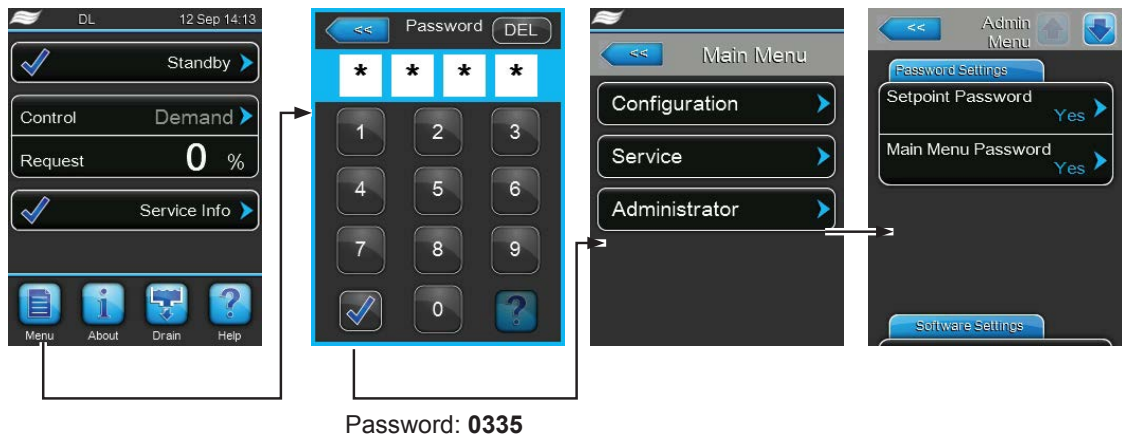 DL 12 Sep 14:13
Standby
Control Demand
Request 0 %
Service Info
Menu About Drain Help
<< Password DEL
* * * *
1 2 3
4 5 6
7 8 9
0 ?
Password: 0335
<< Main Menu
Configuration
Service
Administrator
<< Admin
Menu
Password Settings
Setpoint Password
Yes
Main Menu Password
Yes
Software Settings